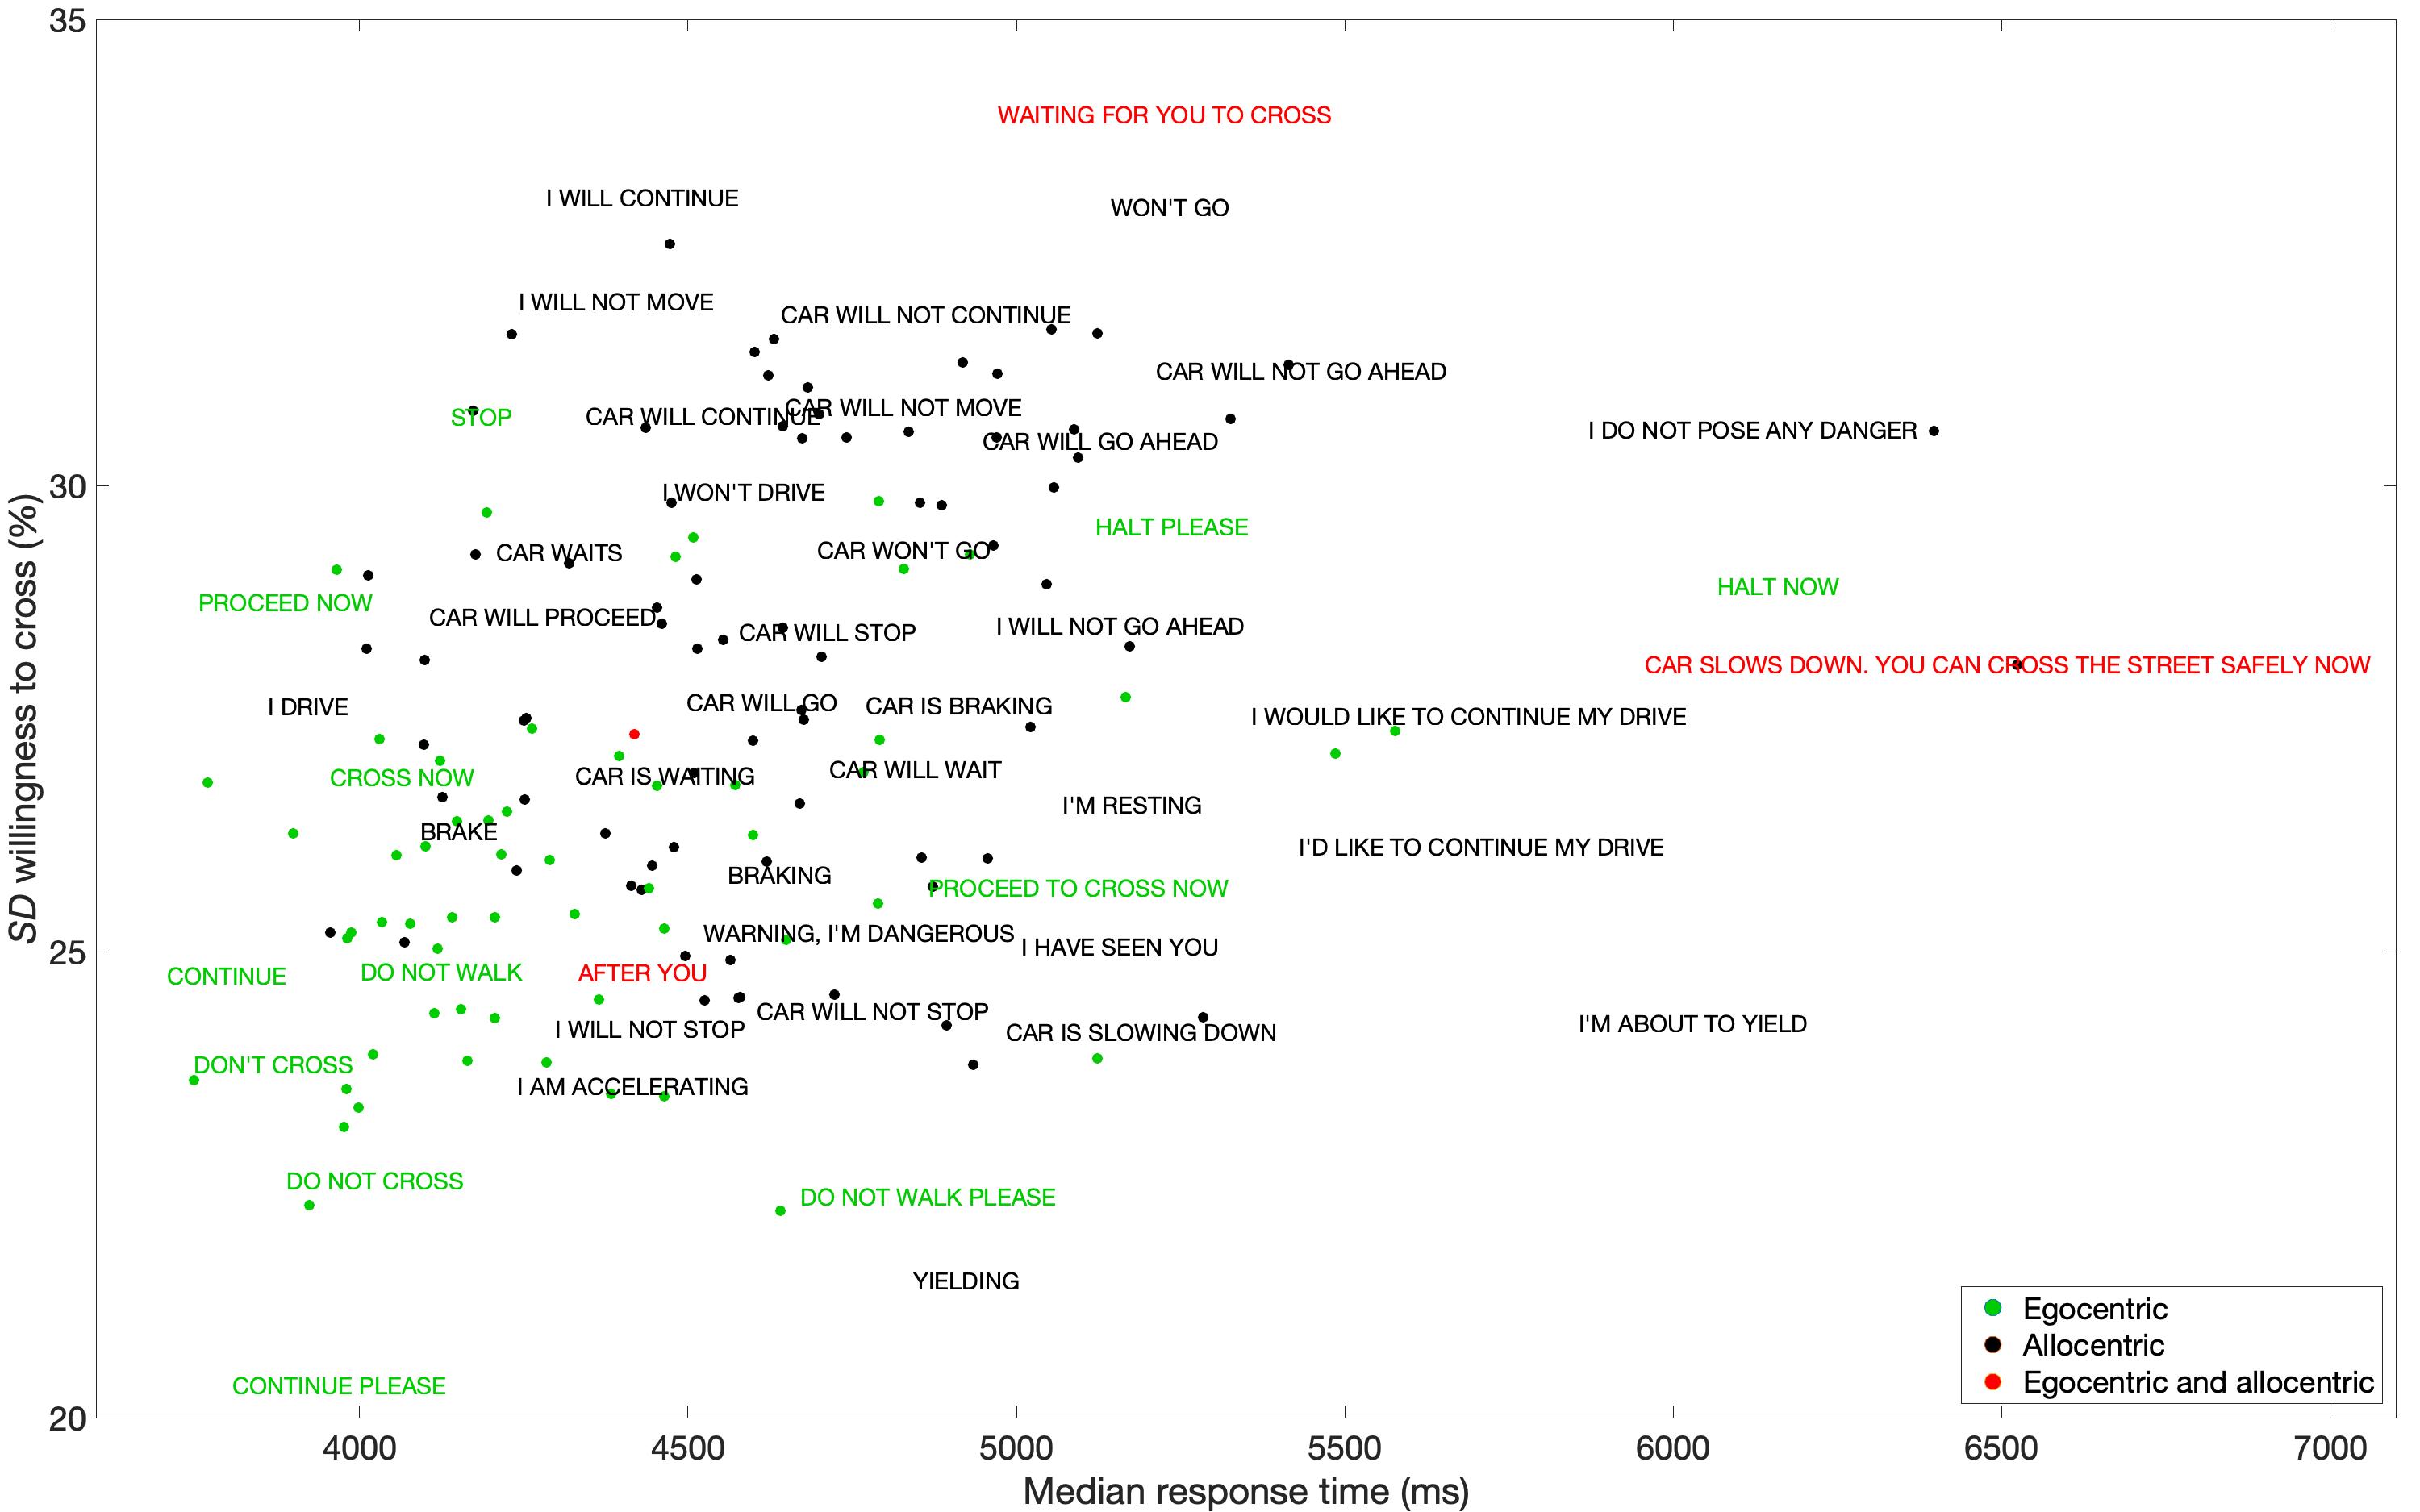 35
WAITING FOR YOU TO CROSS
I WILL CONTINUE
WON'T GO
I WILL NOT MOVE
CAR WILL NOT CONTINUE
CAR WILL NOT GO AHEAD
CAR WILL NOT MOVE
STOP
CAR WILL CONTINUE
I DO NOT POSE ANY DANGER
CAR WILL GO AHEAD
30
I WON'T DRIVE
HALT PLEASE
CAR WAITS
CAR WON'T GO
HALT NOW
PROCEED NOW
CAR WILL PROCEED
I WILL NOT GO AHEAD
CAR WILL STOP
CAR SLOWS DOWN. YOU CAN CROSS THE STREET SAFELY NOW
CAR WILL GO
CAR IS BRAKING
I DRIVE
I WOULD LIKE TO CONTINUE MY DRIVE
CAR WILL WAIT
CAR IS WAITING
CROSS NOW
I'M RESTING
BRAKE
I'D LIKE TO CONTINUE MY DRIVE
BRAKING
PROCEED TO CROSS NOW
WARNING, I'M DANGEROUS
I HAVE SEEN YOU
25
CONTINUE
DO NOT WALK
AFTER YOU
CAR WILL NOT STOP
I'M ABOUT TO YIELD
I WILL NOT STOP
CAR IS SLOWING DOWN
DON'T CROSS
I AM ACCELERATING
DO NOT CROSS
DO NOT WALK PLEASE
YIELDING
CONTINUE PLEASE
20
Egocentric
Allocentric
Egocentric and allocentric
4000 4500 5000 5500 6000 6500 7000
Median response time (ms)
SD willingness to cross (%)